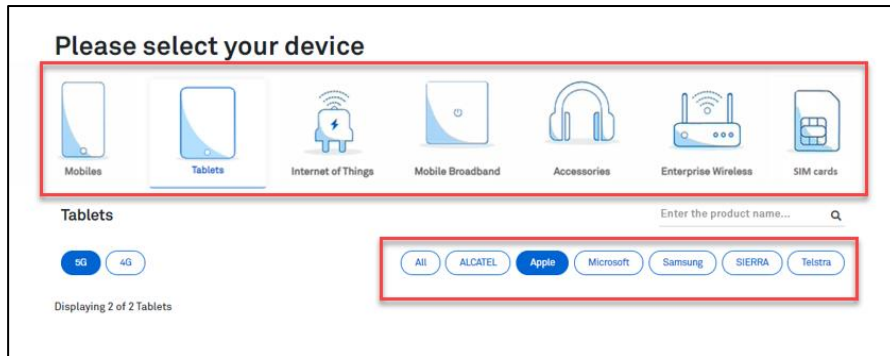 Please select your device
Mobiles Tablets Internet of Things Mobile Broadband Accessories Enterprise Wireless SIM cards
Tablets Enter the product name...
5G 4G All ALCATEL Apple Microsoft Samsung SIERRA Telstra
Displaying 2 of 2 Tablets